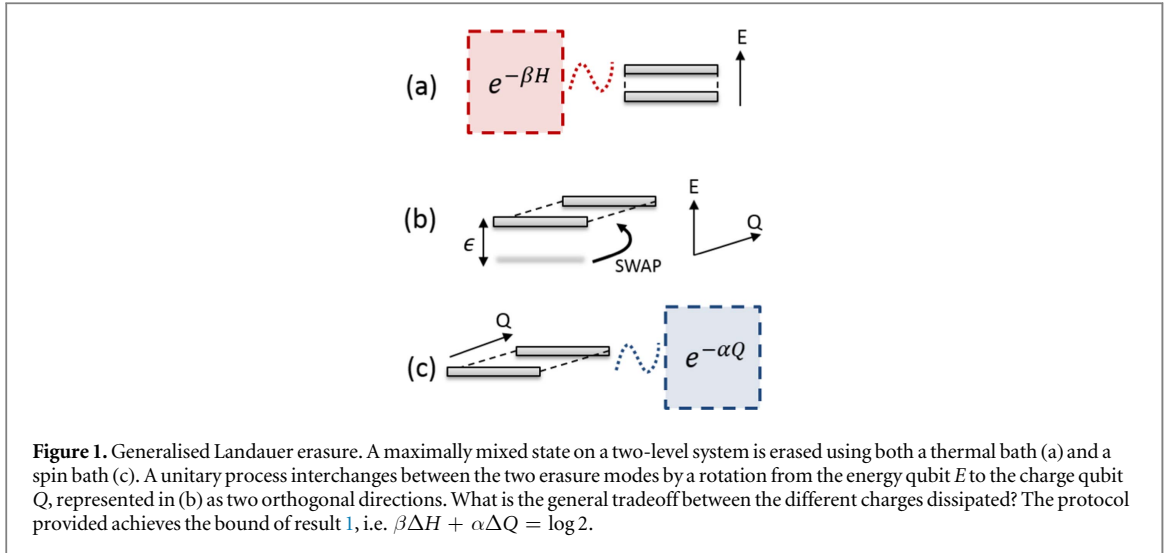 (a)
e^{-βH}
E
(b)
ϵ
SWAP
E
Q
(c)
Q
e^{-αQ}
Figure 1. Generalised Landauer erasure. A maximally mixed state on a two-level system is erased using both a thermal bath (a) and a
spin bath (c). A unitary process interchanges between the two erasure modes by a rotation from the energy qubit E to the charge qubit
Q, represented in (b) as two orthogonal directions. What is the general tradeoff between the different charges dissipated? The protocol
provided achieves the bound of result 1, i.e. βΔH + αΔQ = log 2.